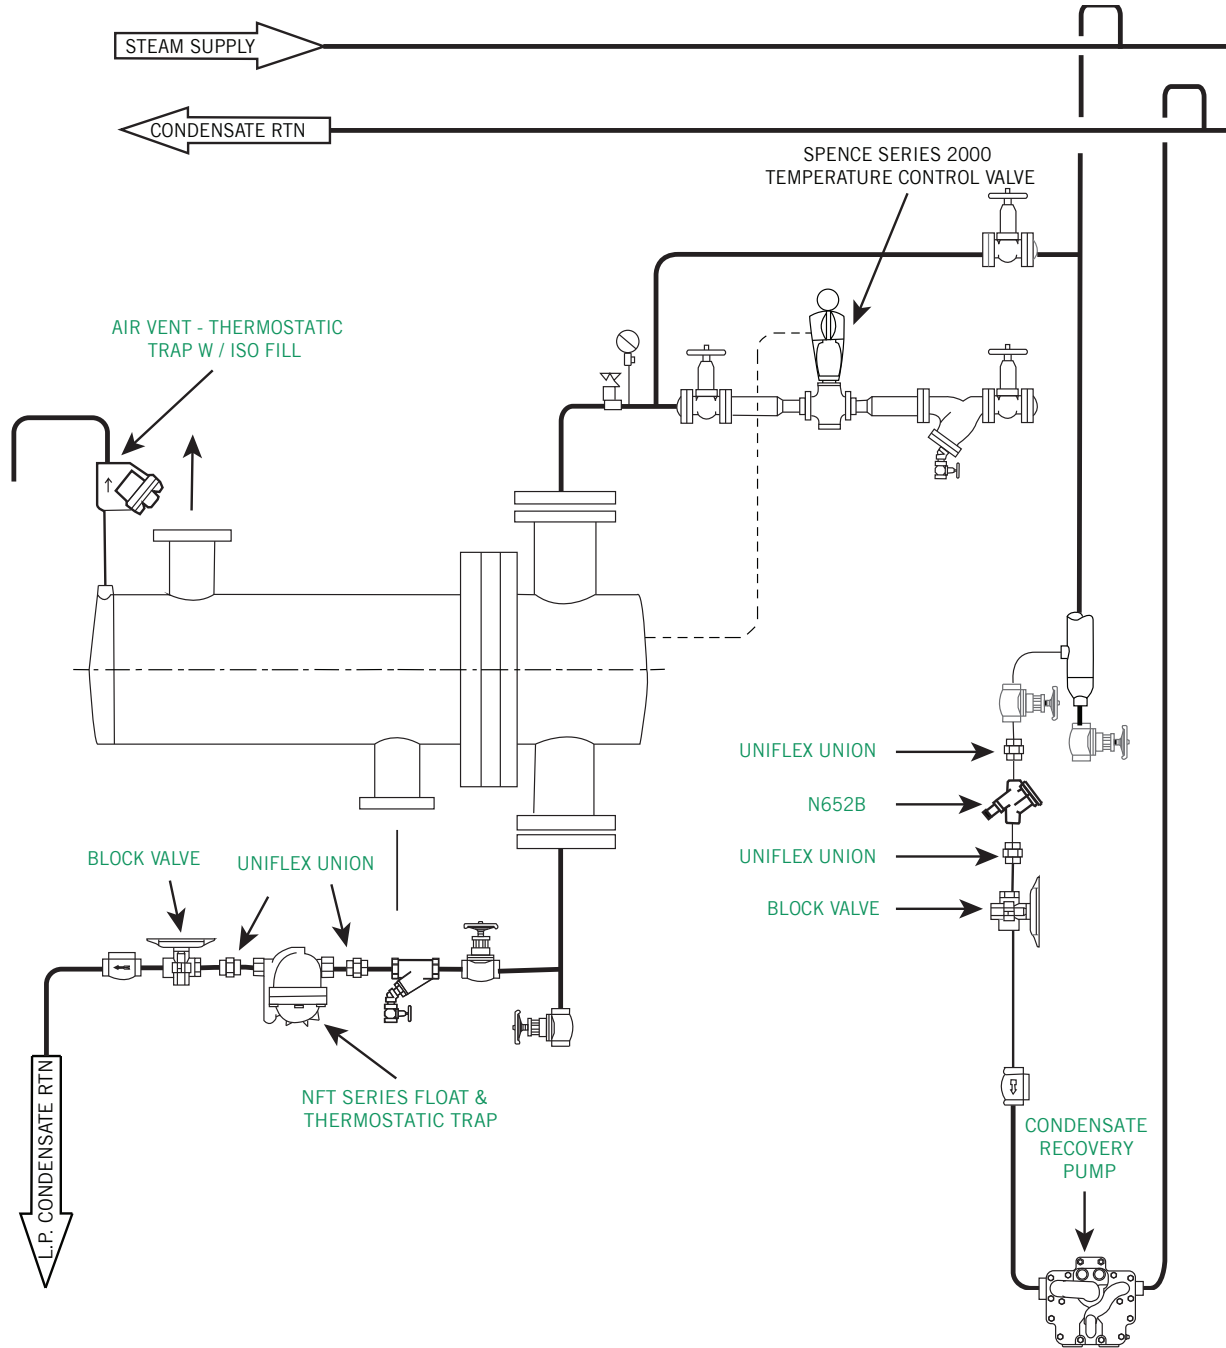 STEAM SUPPLY
CONDENSATE RTN
SPENCE SERIES 2000
TEMPERATURE CONTROL VALVE
AIR VENT - THERMOSTATIC
TRAP W / ISO FILL
UNIFLEX UNION
N652B
UNIFLEX UNION
BLOCK VALVE
BLOCK VALVE
UNIFLEX UNION
NFT SERIES FLOAT &
THERMOSTATIC TRAP
L.P. CONDENSATE RTN
CONDENSATE
RECOVERY
PUMP